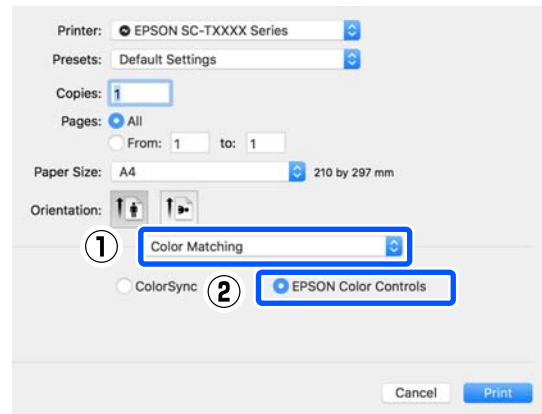 Printer: EPSON SC-TXXXX Series
Presets: Default Settings
Copies: 1
Pages: All
From: 1 to: 1
Paper Size: A4 210 by 297 mm
Orientation:
① Color Matching
ColorSync ② EPSON Color Controls
Cancel Print